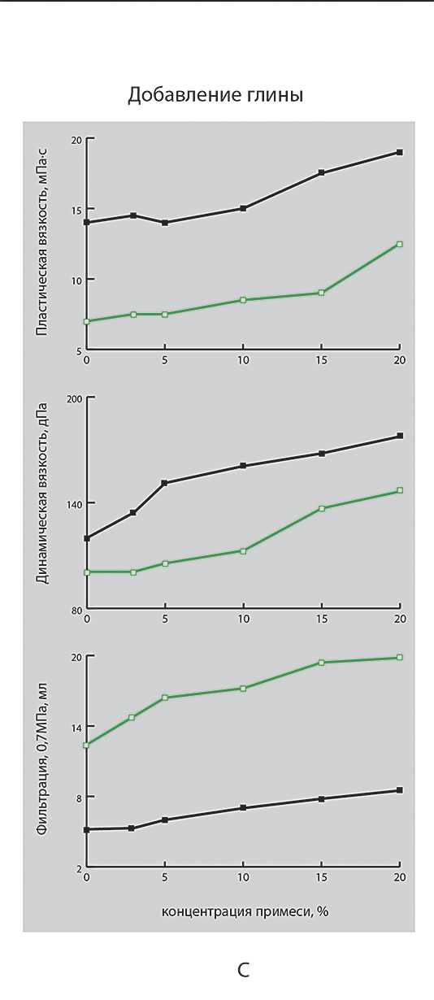 Добавление глины
Пластическая вязкость, мПа·с
20
15
10
5
0 5 10 15 20
Динамическая вязкость, дПа
200
140
80
0 5 10 15 20
Фильтрация, 0,7МПа, мл
20
14
8
2
0 5 10 15 20
концентрация примеси, %
С